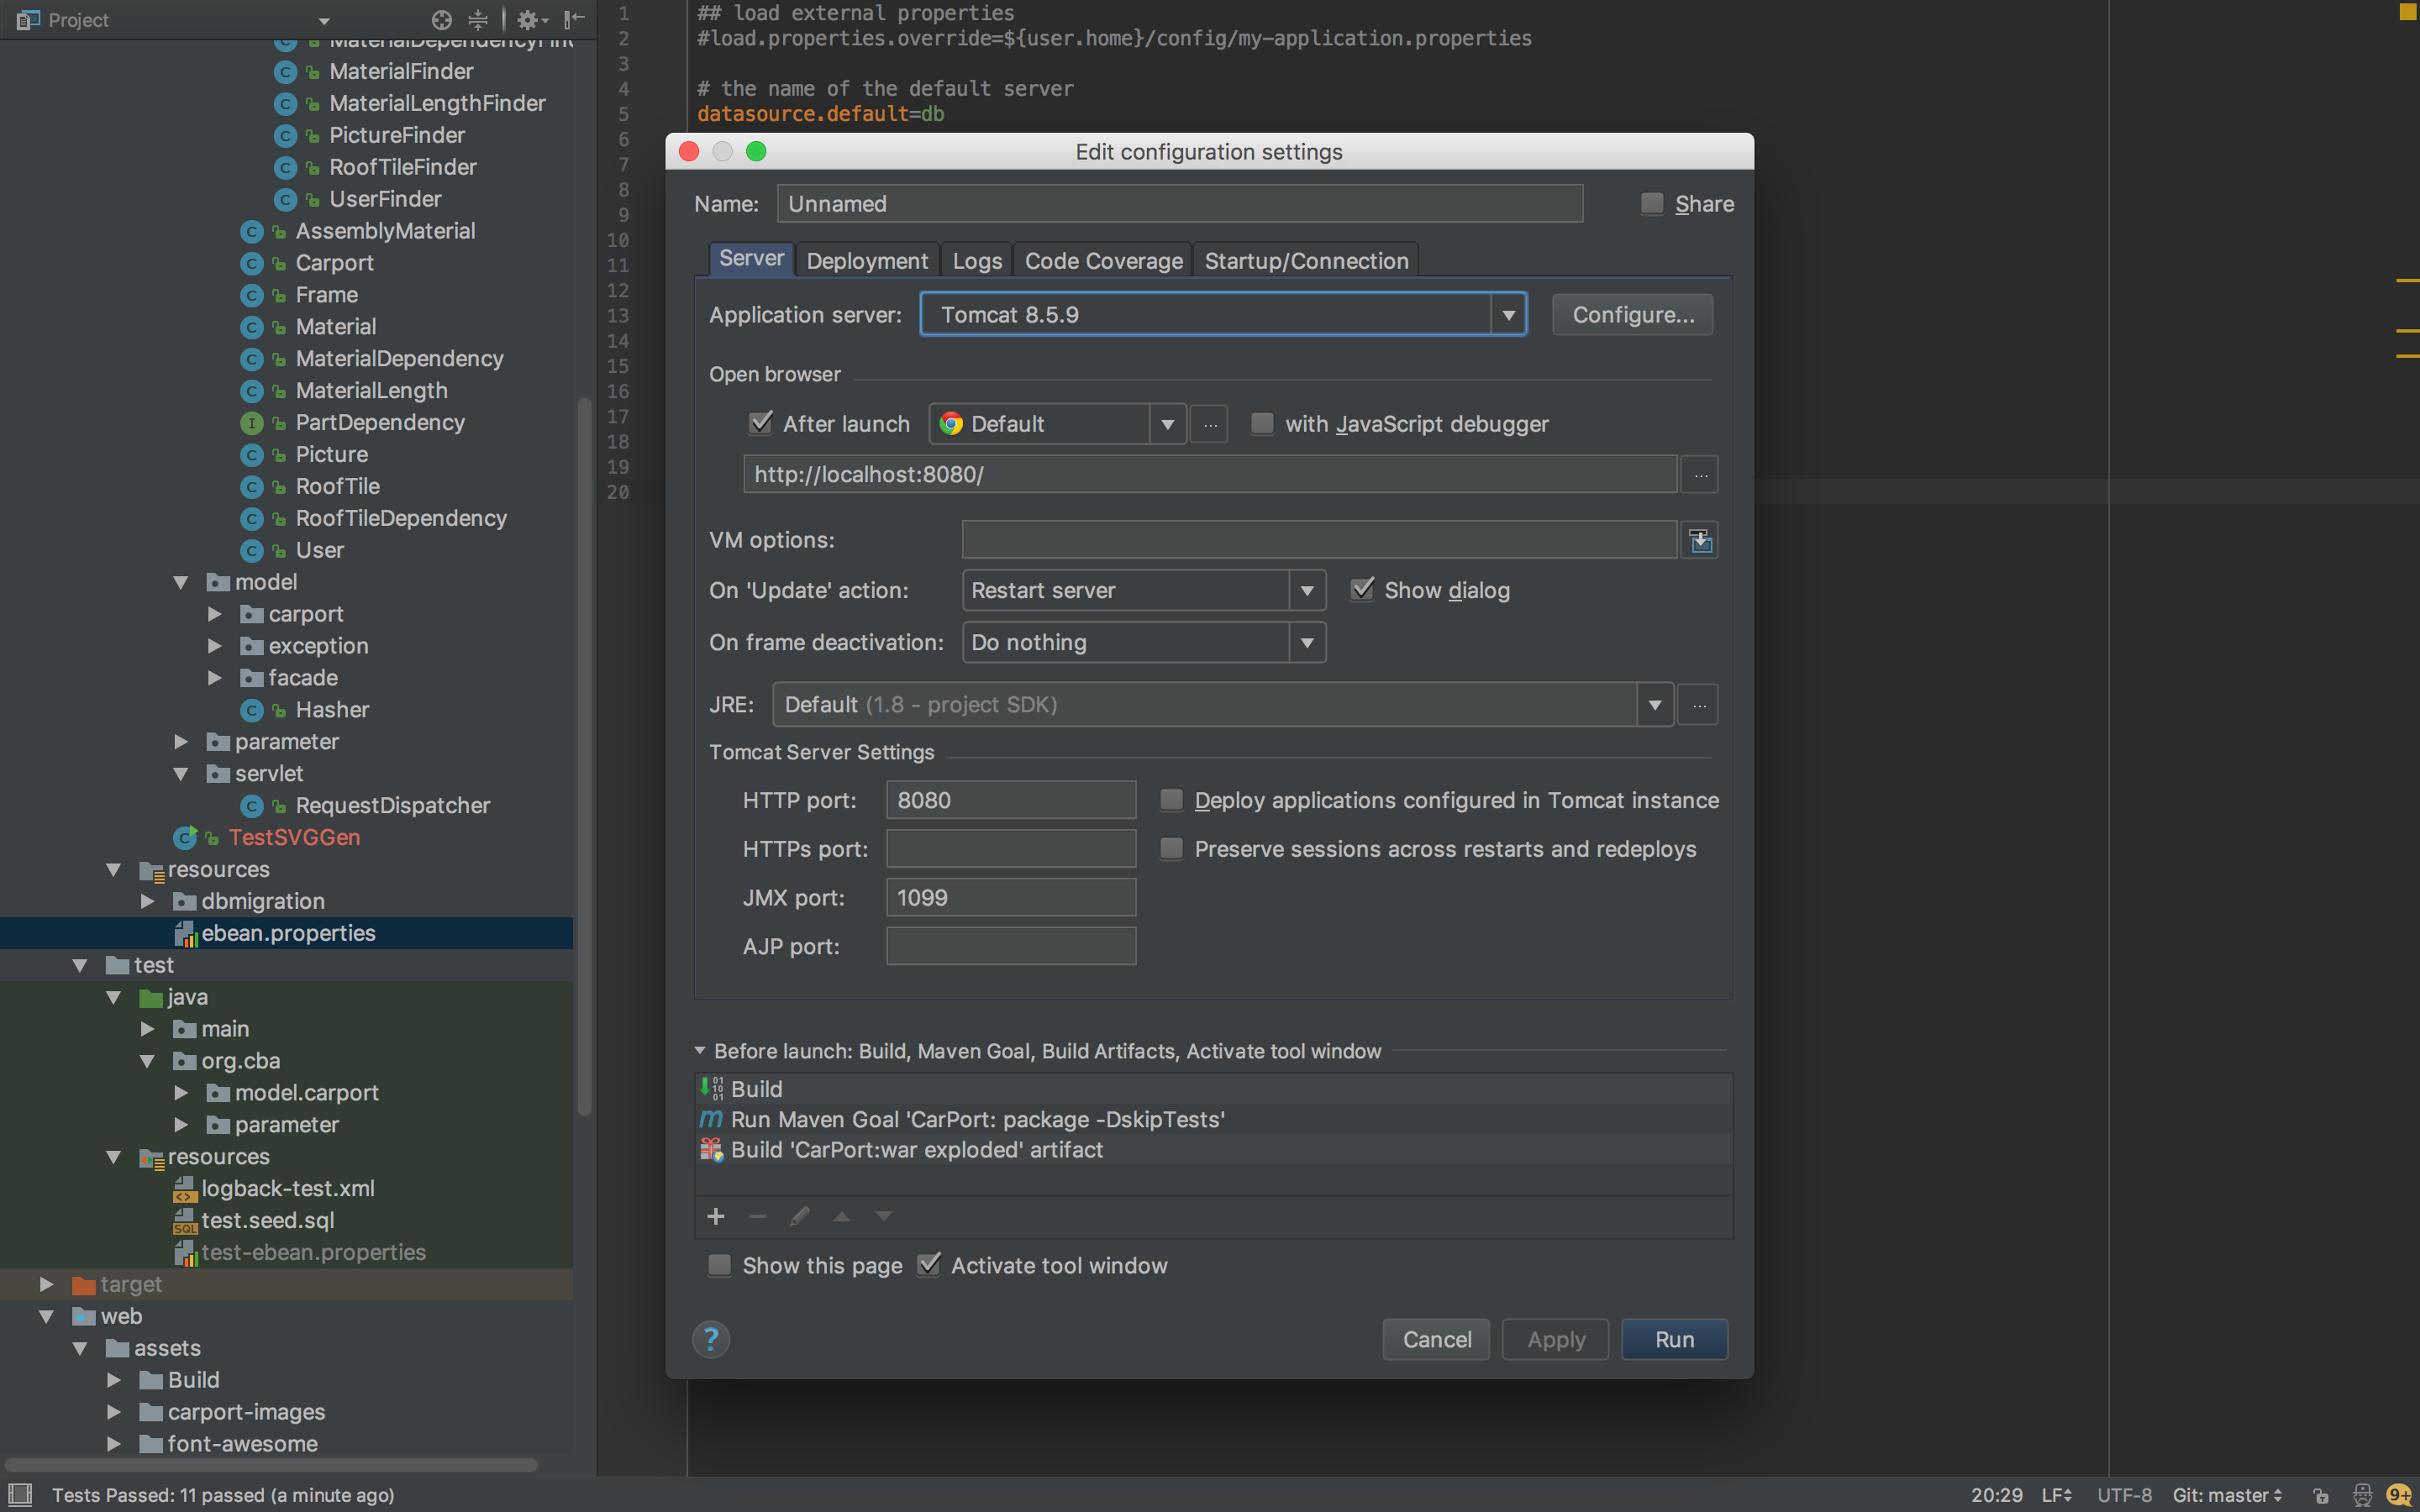 Project
MaterialDependencyFin
MaterialFinder
MaterialLengthFinder
PictureFinder
RoofTileFinder
UserFinder
AssemblyMaterial
Carport
Frame
Material
MaterialDependency
MaterialLength
PartDependency
Picture
RoofTile
RoofTileDependency
User
model
carport
exception
facade
Hasher
parameter
servlet
RequestDispatcher
TestSVGGen
resources
dbmigration
ebean.properties
test
java
main
org.cba
model.carport
parameter
resources
logback-test.xml
test.seed.sql
test-ebean.properties
target
web
assets
Build
carport-images
font-awesome
1 ## load external properties
2 #load.properties.override=${user.home}/config/my-application.properties
3
4 # the name of the default server
5 datasource.default=db
6
7
8
9
10
11
12
13
14
15
16
17
18
19
20
Edit configuration settings
Name: Unnamed Share
Server Deployment Logs Code Coverage Startup/Connection
Application server: Tomcat 8.5.9 Configure...
Open browser
After launch Default ... with JavaScript debugger
http://localhost:8080/ ...
VM options:
On 'Update' action: Restart server Show dialog
On frame deactivation: Do nothing
JRE: Default (1.8 - project SDK) ...
Tomcat Server Settings
HTTP port: 8080 Deploy applications configured in Tomcat instance
HTTPs port: Preserve sessions across restarts and redeploys
JMX port: 1099
AJP port:
Before launch: Build, Maven Goal, Build Artifacts, Activate tool window
Build
Run Maven Goal 'CarPort: package -DskipTests'
Build 'CarPort:war exploded' artifact
Show this page Activate tool window
? Cancel Apply Run
Tests Passed: 11 passed (a minute ago) 20:29 LF UTF-8 Git: master 9+